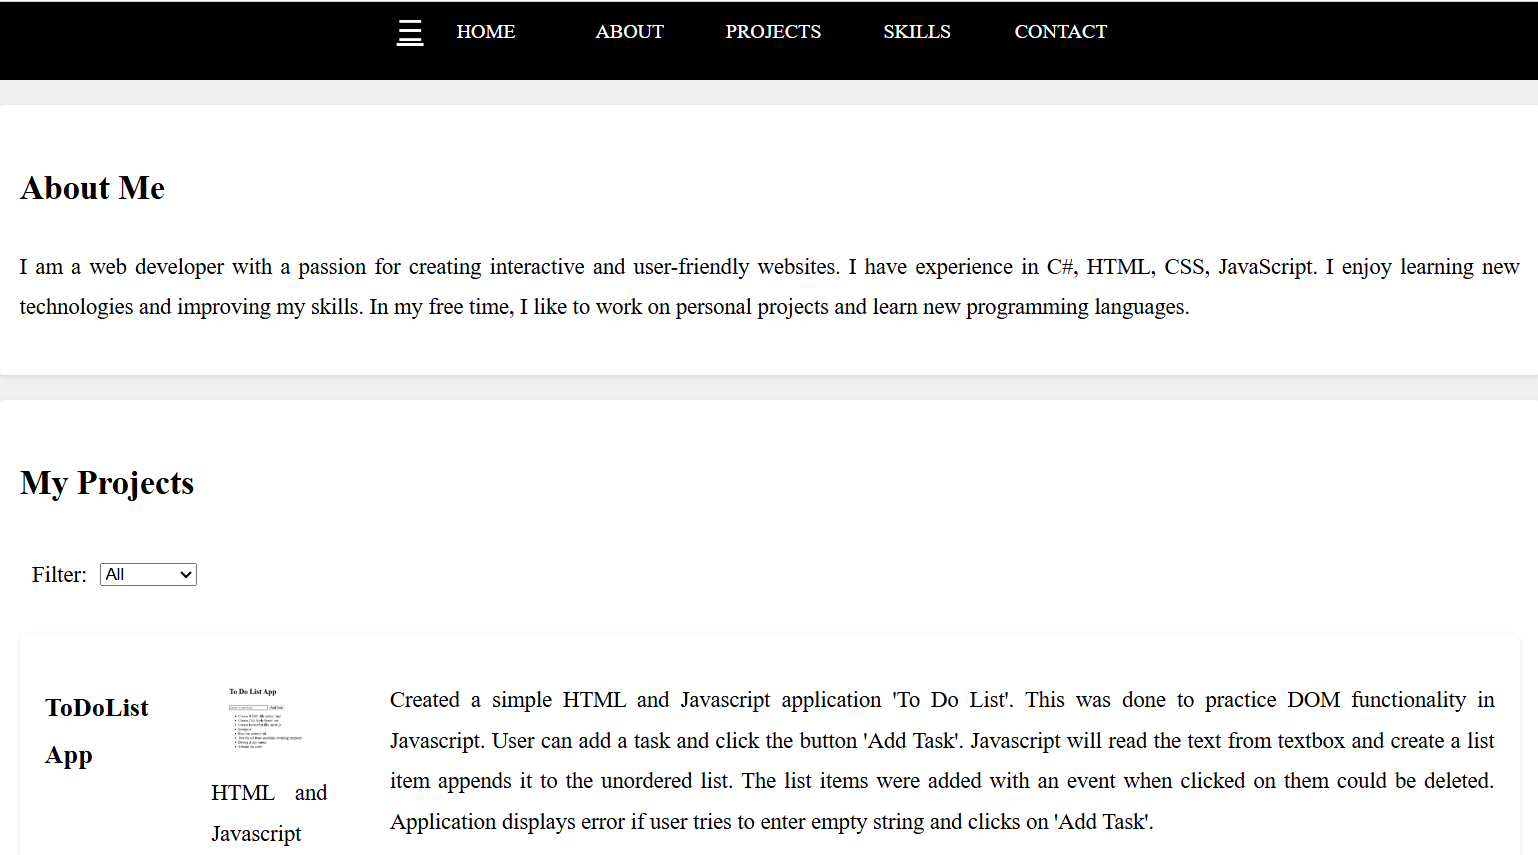 ☰ HOME ABOUT PROJECTS SKILLS CONTACT
About Me
I am a web developer with a passion for creating interactive and user-friendly websites. I have experience in C#, HTML, CSS, JavaScript. I enjoy learning new
technologies and improving my skills. In my free time, I like to work on personal projects and learn new programming languages.
My Projects
Filter: All
ToDoList
App
To Do List App
HTML and
Javascript
Created a simple HTML and Javascript application 'To Do List'. This was done to practice DOM functionality in
Javascript. User can add a task and click the button 'Add Task'. Javascript will read the text from textbox and create a list
item appends it to the unordered list. The list items were added with an event when clicked on them could be deleted.
Application displays error if user tries to enter empty string and clicks on 'Add Task'.